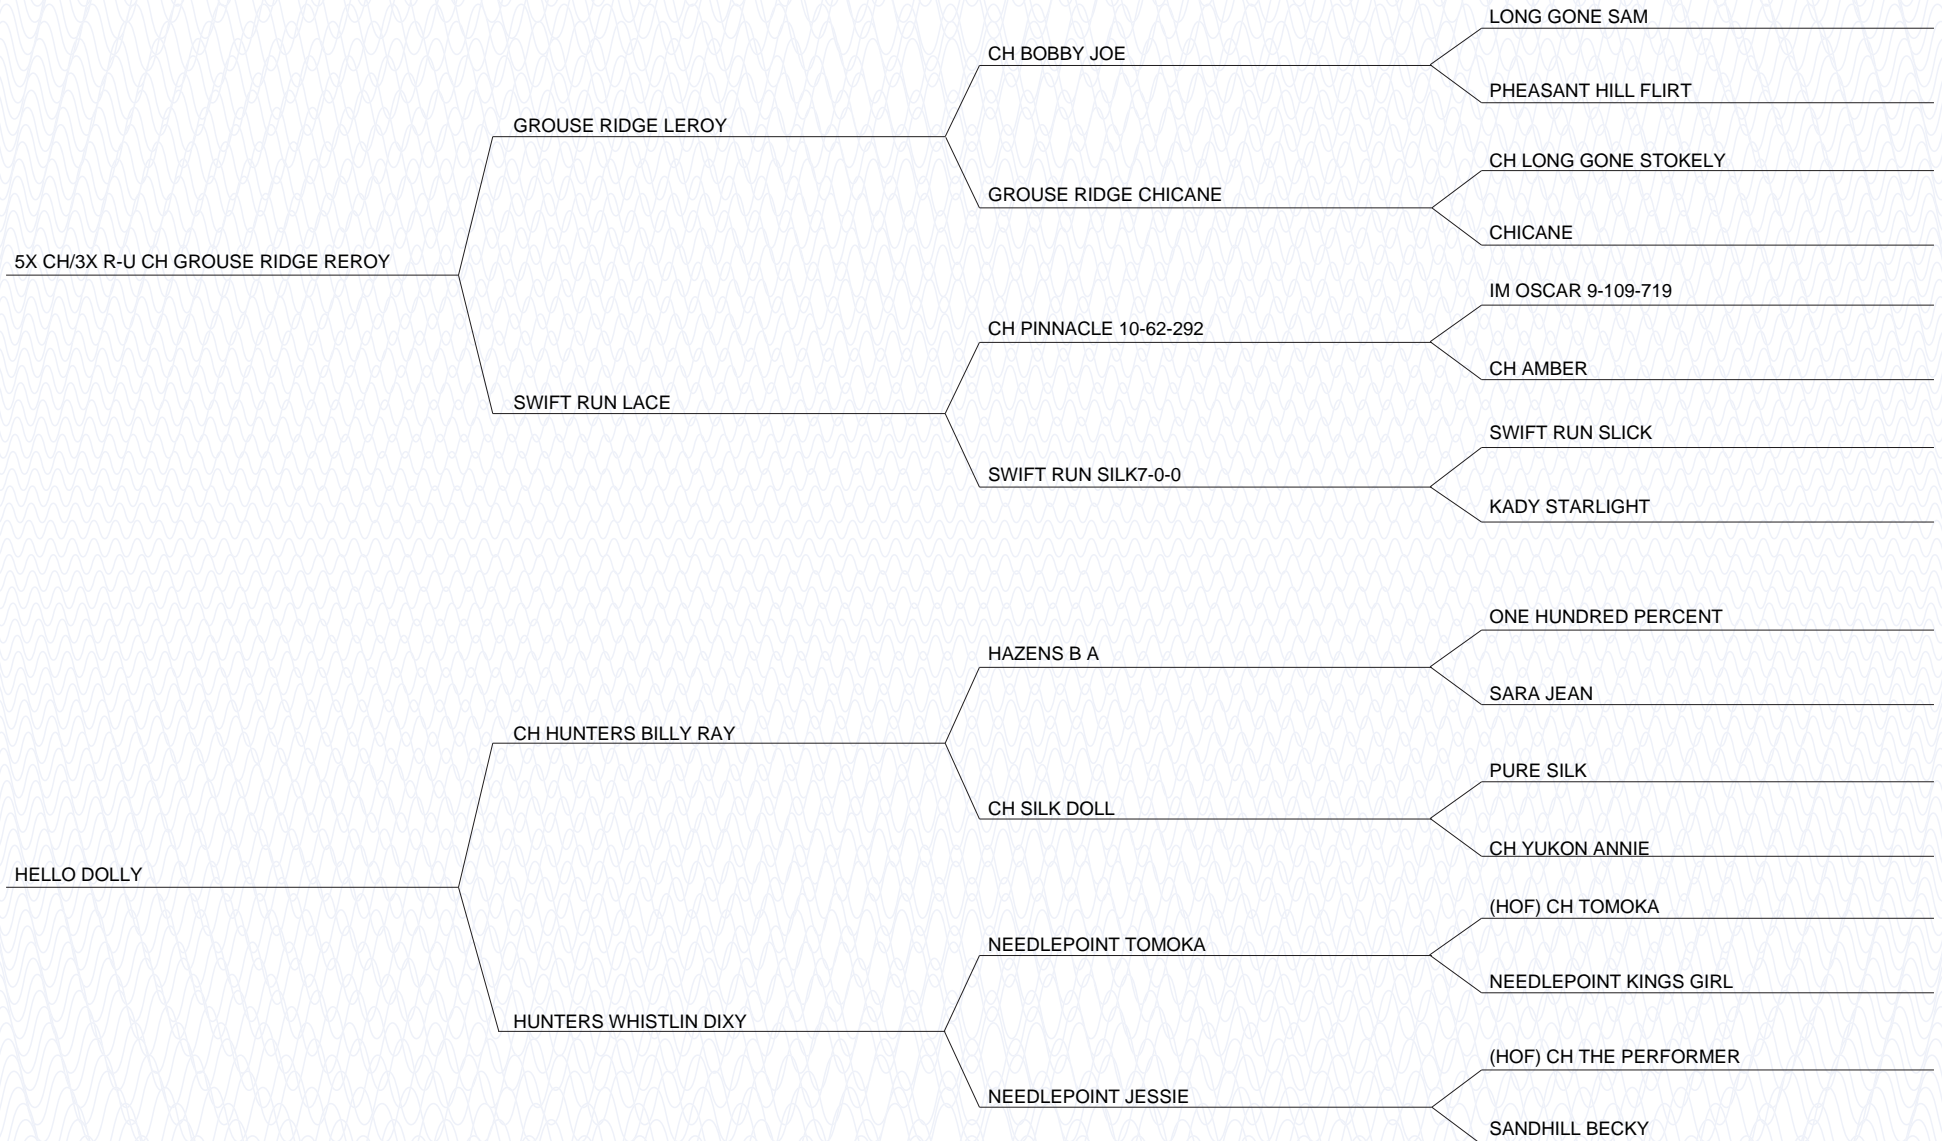 LONG GONE SAM
CH BOBBY JOE
PHEASANT HILL FLIRT
GROUSE RIDGE LEROY
CH LONG GONE STOKELY
GROUSE RIDGE CHICANE
CHICANE
5X CH/3X R-U CH GROUSE RIDGE REROY
IM OSCAR 9-109-719
CH PINNACLE 10-62-292
CH AMBER
SWIFT RUN LACE
SWIFT RUN SLICK
SWIFT RUN SILK7-0-0
KADY STARLIGHT
ONE HUNDRED PERCENT
HAZENS B A
SARA JEAN
CH HUNTERS BILLY RAY
PURE SILK
CH SILK DOLL
CH YUKON ANNIE
HELLO DOLLY
(HOF) CH TOMOKA
NEEDLEPOINT TOMOKA
NEEDLEPOINT KINGS GIRL
HUNTERS WHISTLIN DIXY
(HOF) CH THE PERFORMER
NEEDLEPOINT JESSIE
SANDHILL BECKY